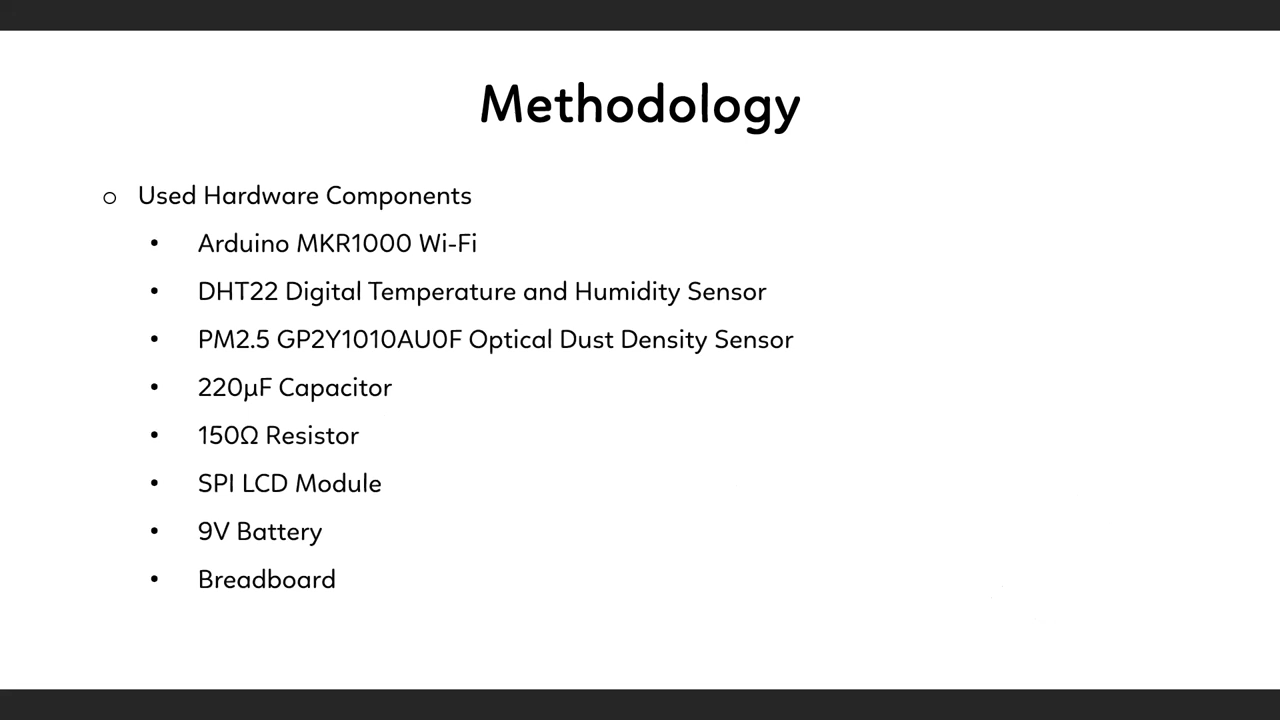 Methodology
Used Hardware Components
Arduino MKR1000 Wi-Fi
DHT22 Digital Temperature and Humidity Sensor
PM2.5 GP2Y1010AU0F Optical Dust Density Sensor
220µF Capacitor
150Ω Resistor
SPI LCD Module
9V Battery
Breadboard